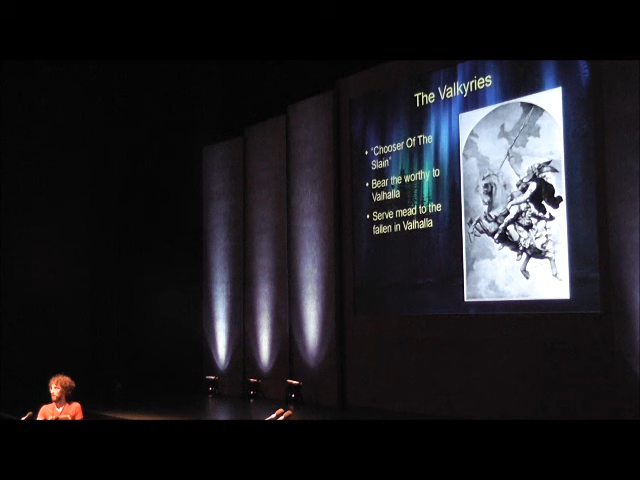 The Valkyries
• "Chooser Of The
Slain"
• Bear the worthy to
Valhalla
• Serve mead to the
fallen in Valhalla